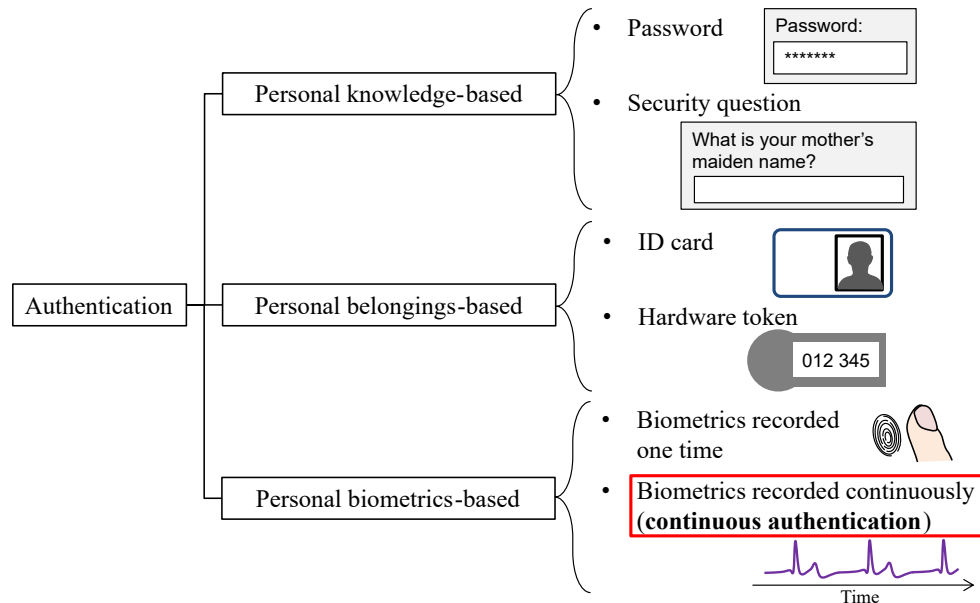 Authentication
Personal knowledge-based
• Password
Password:
*******
• Security question
What is your mother's
maiden name?
Personal belongings-based
• ID card
• Hardware token
012 345
Personal biometrics-based
• Biometrics recorded
one time
• Biometrics recorded continuously
(continuous authentication)
Time